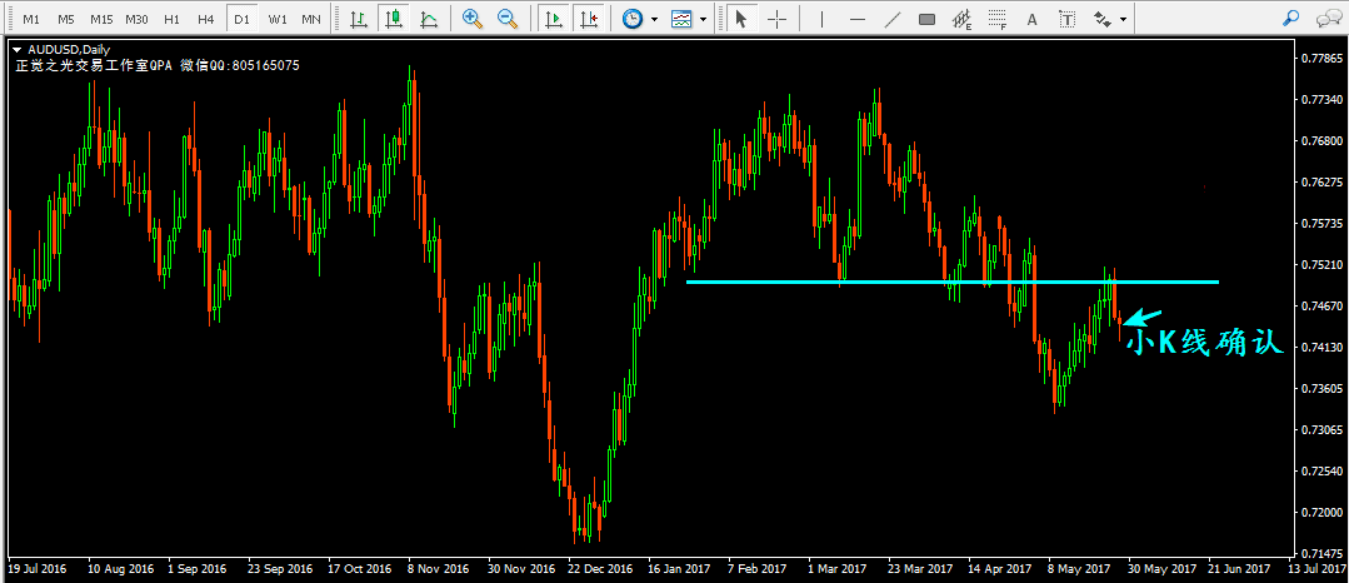 M1 M5 M15 M30 H1 H4 D1 W1 MN E F A T
AUDUSD,Daily
正觉之光交易工作室QPA 微信QQ:805165075
0.77865
0.77340
0.76800
0.76275
0.75735
0.75210
0.74670
0.74130
0.73605
0.73065
0.72540
0.72000
0.71475
小K线确认
19 Jul 2016 10 Aug 2016 1 Sep 2016 23 Sep 2016 17 Oct 2016 8 Nov 2016 30 Nov 2016 22 Dec 2016 16 Jan 2017 7 Feb 2017 1 Mar 2017 23 Mar 2017 14 Apr 2017 8 May 2017 30 May 2017 21 Jun 2017 13 Jul 2017